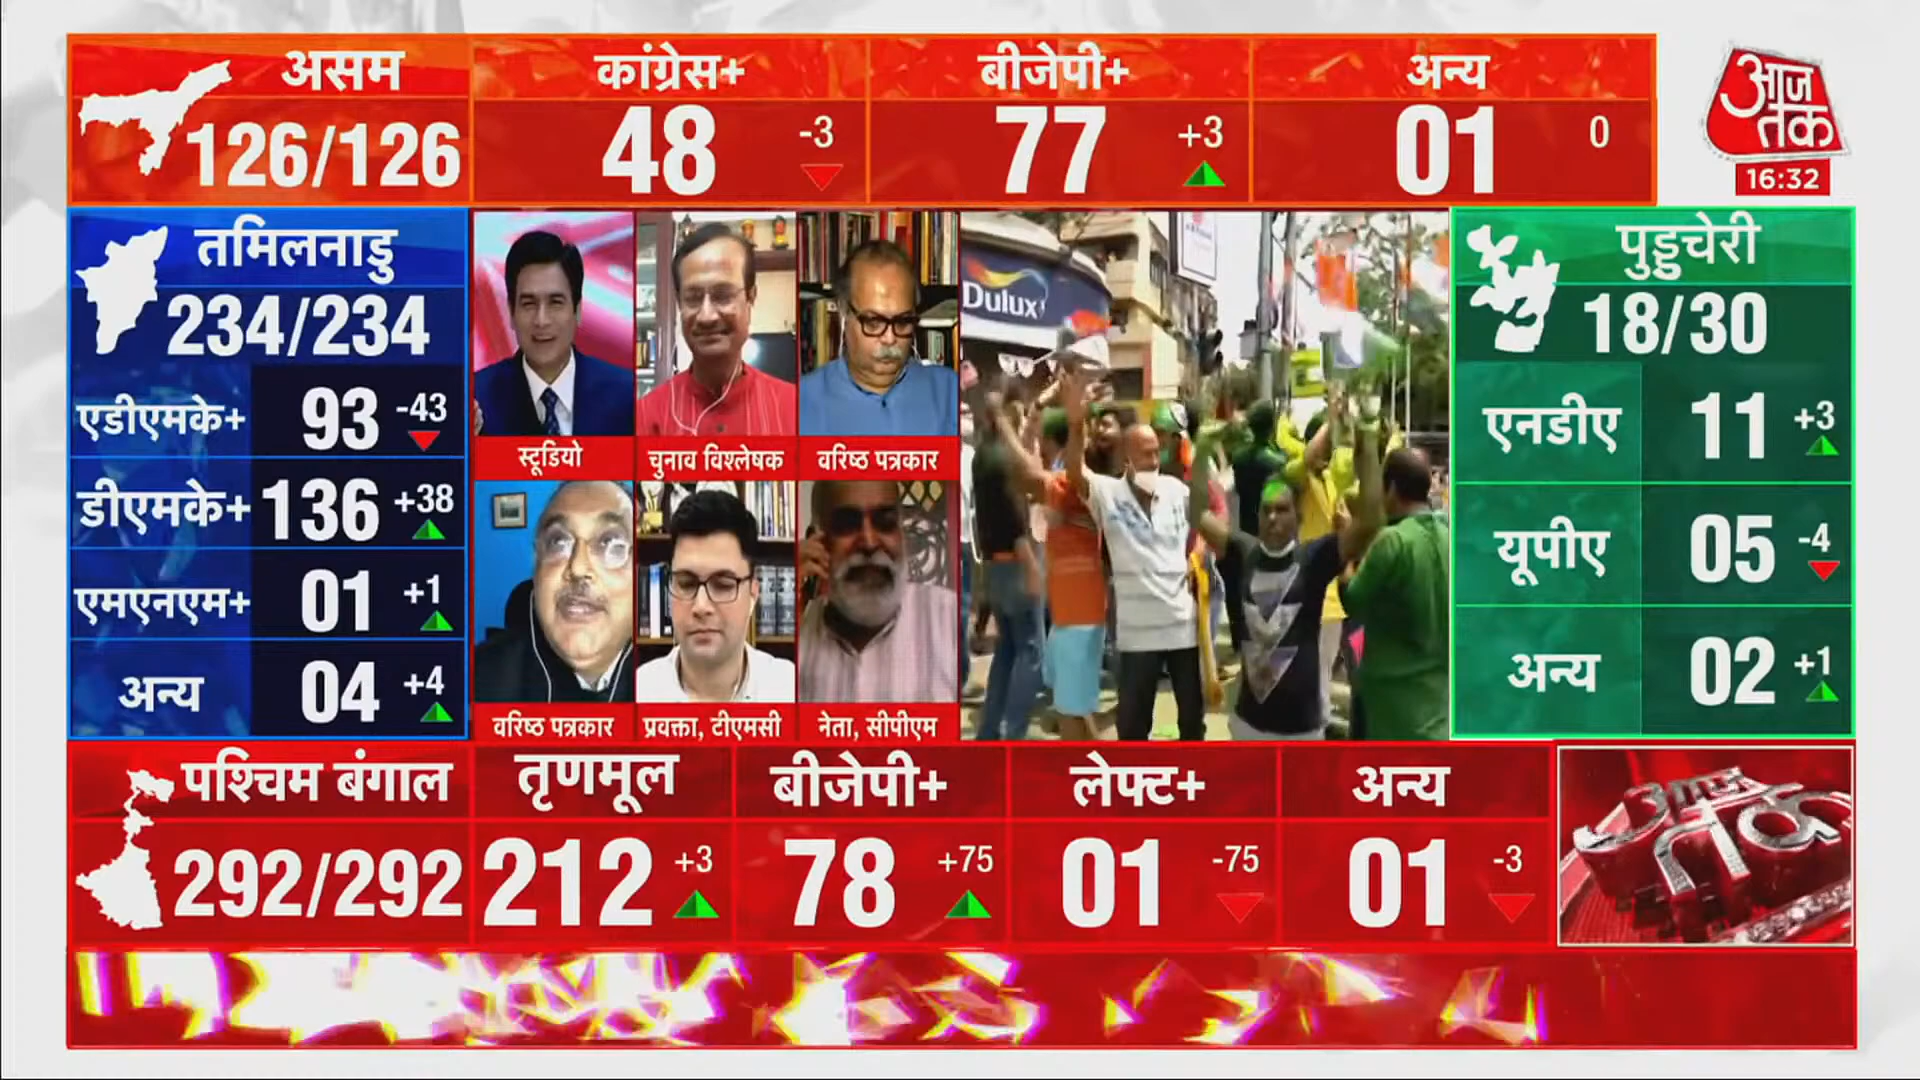 असम
126/126
कांग्रेस+
48
-3
बीजेपी+
77
+3
अन्य
01
0
आज
तक
16:32
तमिलनाडु
234/234
एडीएमके+ 93 -43
डीएमके+ 136 +38
एमएनएम+ 01 +1
अन्य 04 +4
स्टूडियो
चुनाव विश्लेषक
वरिष्ठ पत्रकार
वरिष्ठ पत्रकार
प्रवक्ता, टीएमसी
नेता, सीपीएम
Dulux
पुडुचेरी
18/30
एनडीए 11 +3
यूपीए 05 -4
अन्य 02 +1
पश्चिम बंगाल
292/292
तृणमूल
212
+3
बीजेपी+
78
+75
लेफ्ट+
01
-75
अन्य
01
-3
आज
तक